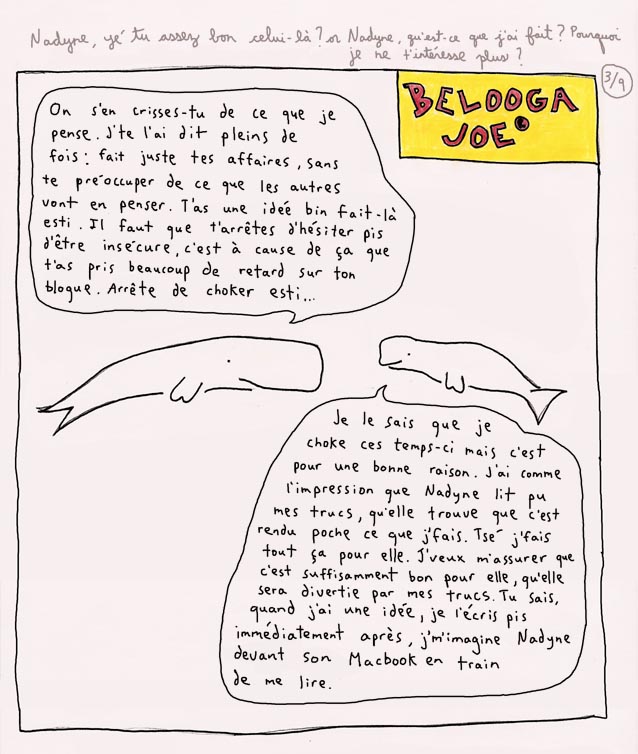 Nadyne, yé tu assez bon celui-là? or Nadyne, qu'est-ce que j'ai fait? Pourquoi
je ne t'intéresse plus?
3/9
BELOOGA
JOE
On s'en crisses-tu de ce que je
pense. J'te l'ai dit pleins de
fois: fait juste tes affaires, sans
te préoccuper de ce que les autres
vont en penser. T'as une idée bin fait-là
esti. Il faut que t'arrêtes d'hésiter pis
d'être insécure, c'est à cause de ça que
t'as pris beaucoup de retard sur ton
blogue. Arrête de choker esti...
Je le sais que je
choke ces temps-ci mais c'est
pour une bonne raison. J'ai comme
l'impression que Nadyne lit pu
mes trucs, qu'elle trouve que c'est
rendu poche ce que j'fais. Tsé j'fais
tout ça pour elle. J'veux m'assurer que
c'est suffisamment bon pour elle, qu'elle
sera divertie par mes trucs. Tu sais,
quand j'ai une idée, je l'écris pis
immédiatement après, j'm'imagine Nadyne
devant son Macbook en train
de me lire.